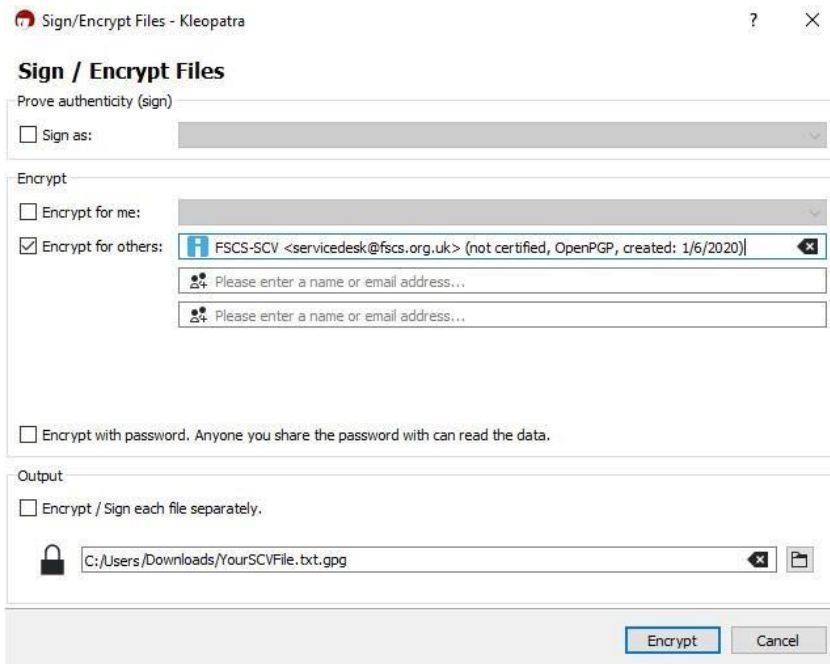 Sign/Encrypt Files - Kleopatra ?
Sign / Encrypt Files
Prove authenticity (sign)
Sign as:
Encrypt
Encrypt for me:
Encrypt for others: FSCS-SCV <servicedesk@fscs.org.uk> (not certified, OpenPGP, created: 1/6/2020)
Please enter a name or email address...
Please enter a name or email address...
Encrypt with password. Anyone you share the password with can read the data.
Output
Encrypt / Sign each file separately.
C:/Users/Downloads/YourSCVFile.txt.gpg
Encrypt Cancel